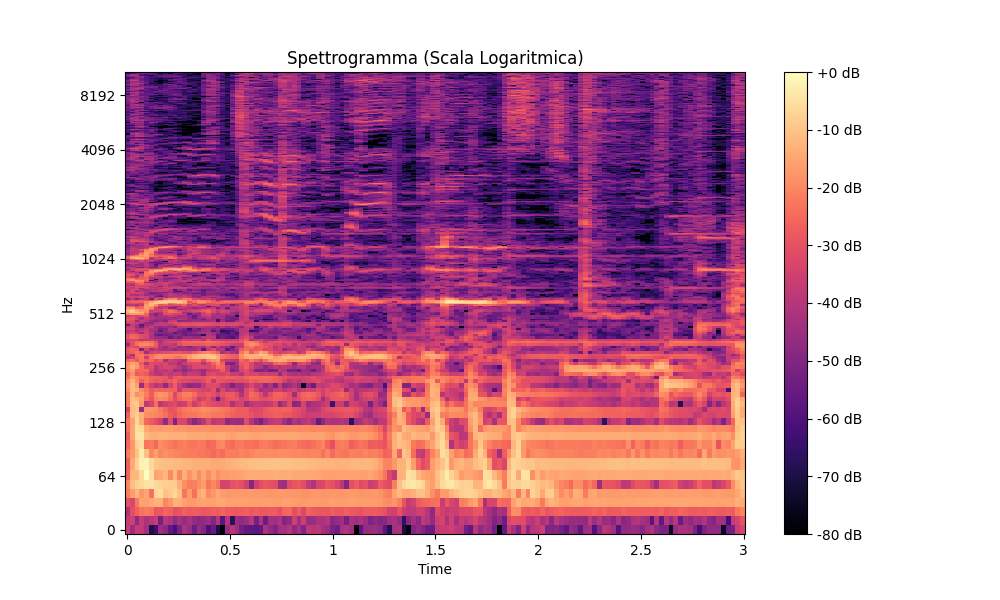 Spettrogramma (Scala Logaritmica)
8192
4096
2048
1024
512
256
128
64
0
Hz
0
0.5
1
1.5
2
2.5
3
Time
+0 dB
-10 dB
-20 dB
-30 dB
-40 dB
-50 dB
-60 dB
-70 dB
-80 dB